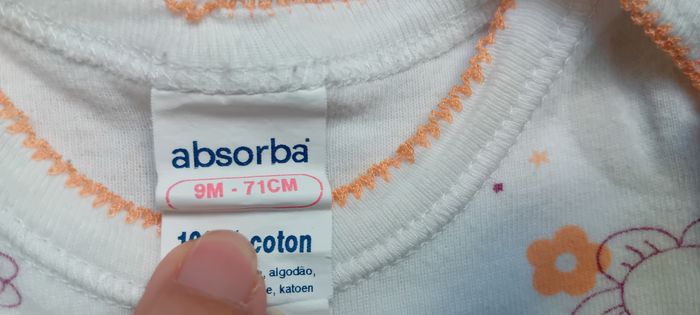 absorba
9M - 71CM
coton
algodão,
katoen